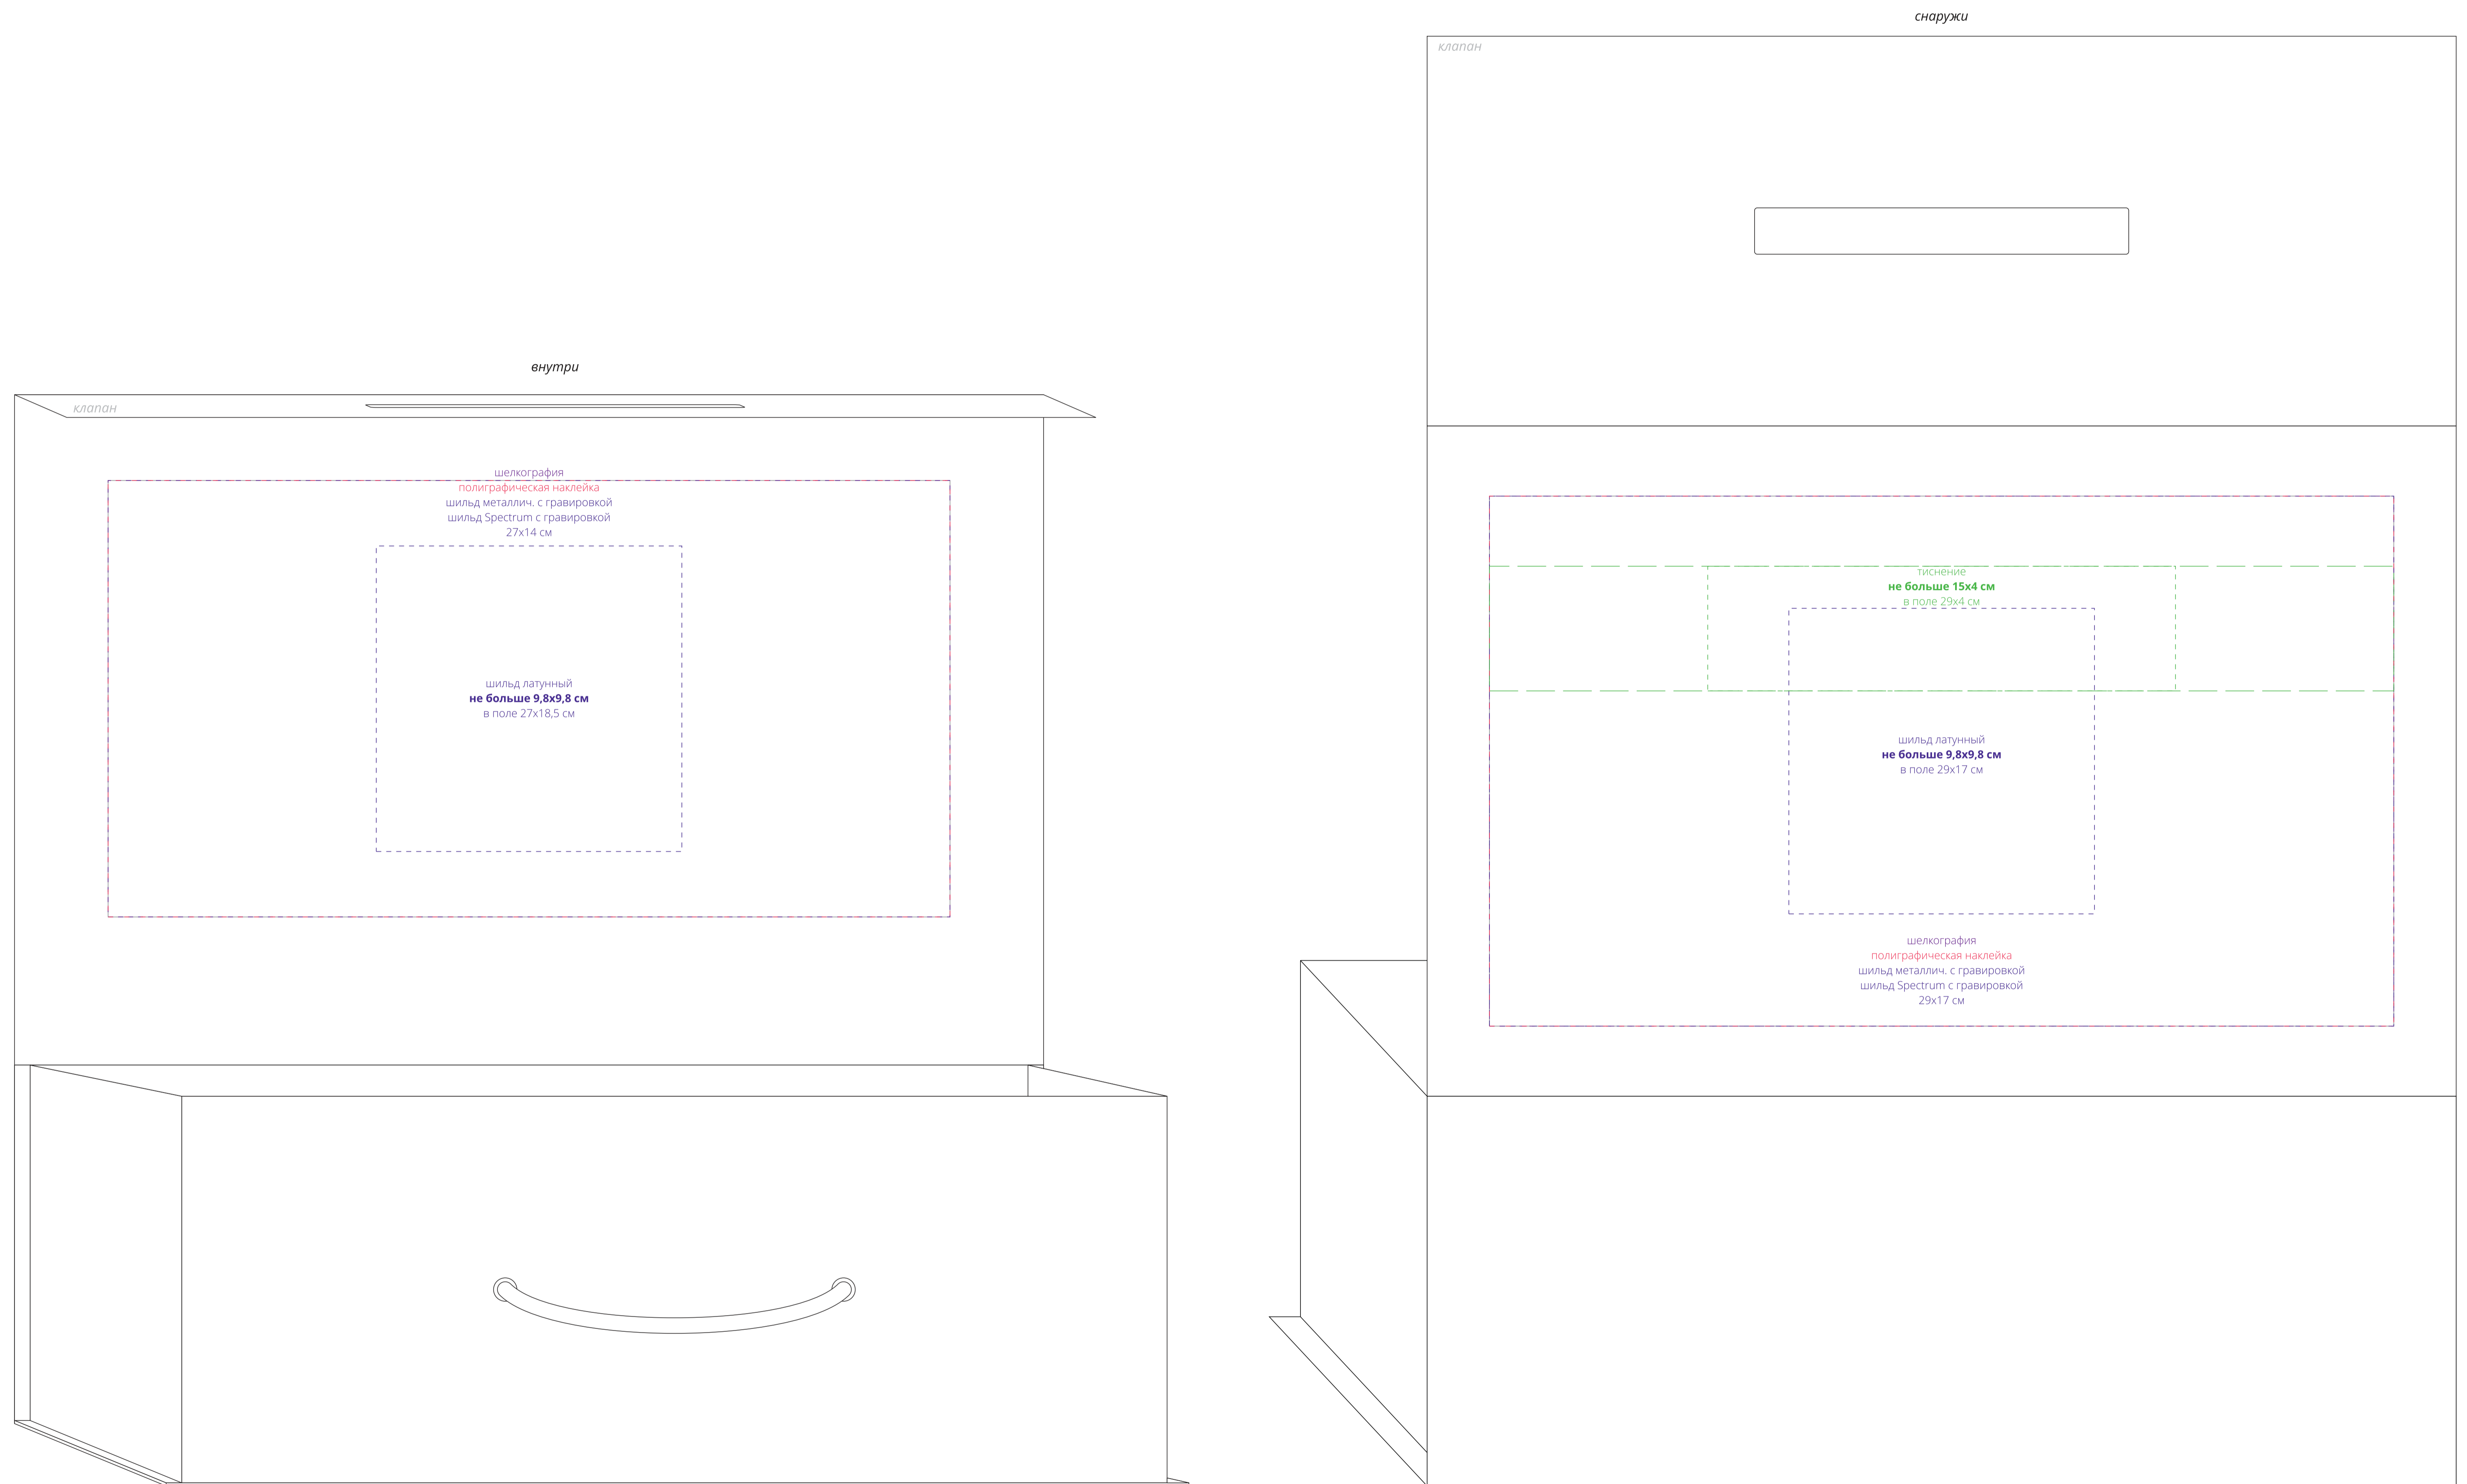 внутри
клапан
шелкография
полиграфическая наклейка
шильд металлич. с гравировкой
шильд Spectrum с гравировкой
27х14 см
шильд латунный
не больше 9,8х9,8 см
в поле 27х18,5 см
снаружи
клапан
тиснение
не больше 15х4 см
в поле 29х4 см
шильд латунный
не больше 9,8х9,8 см
в поле 29х17 см
шелкография
полиграфическая наклейка
шильд металлич. с гравировкой
шильд Spectrum с гравировкой
29х17 см